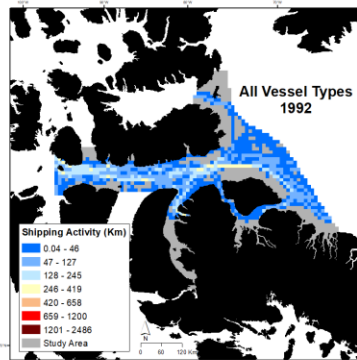 All Vessel Types
1992
Shipping Activity (Km)
0.04 - 46
47 - 127
128 - 245
246 - 419
420 - 658
659 - 1200
1201 - 2486
Study Area
N
0 60 120 Km